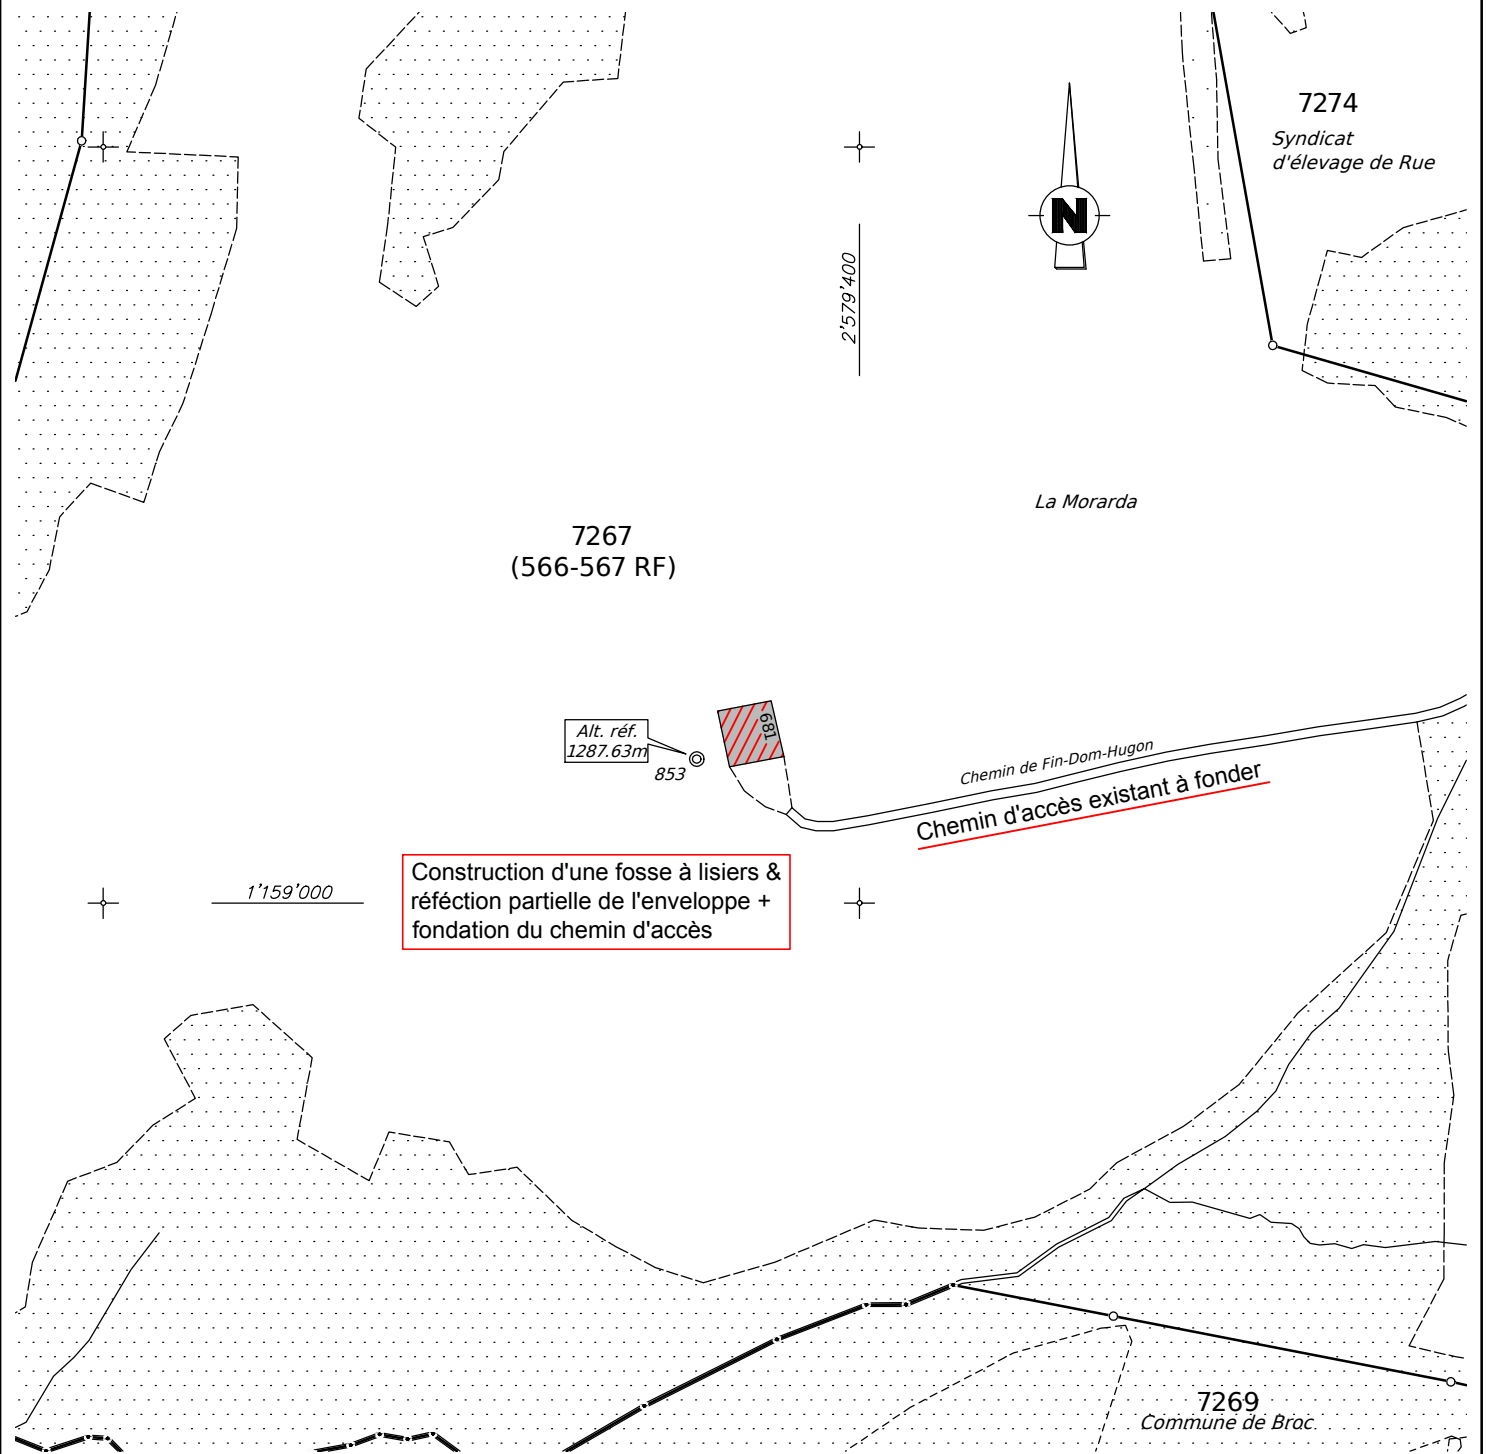 7274
Syndicat
d'élevage de Rue
N
2'579'400
La Morarda
7267
(566-567 RF)
681
Alt. réf.
1287.63m
853
Chemin de Fin-Dom-Hugon
Chemin d'accès existant à fonder
Construction d'une fosse à lisiers &
réféction partielle de l'enveloppe +
fondation du chemin d'accès
1'159'000
7269
Commune de Broc